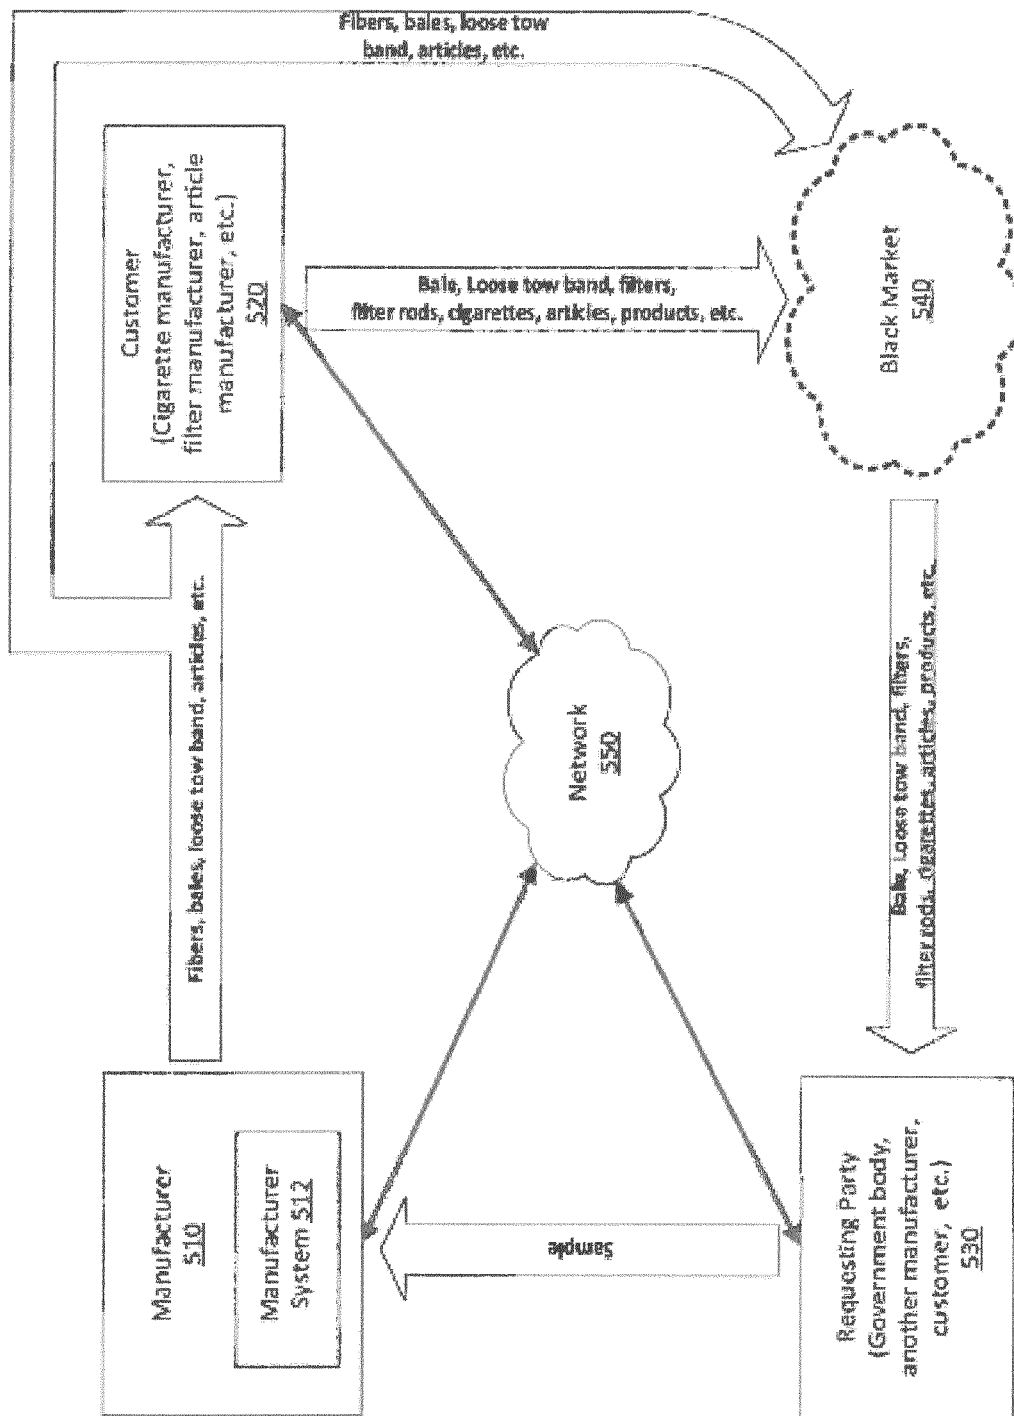 Fibers, bales, loose tow
band, articles, etc.
Manufacturer
510
Manufacturer
System 512
Fibers, bales, loose tow band, articles, etc.
Customer
(Cigarette manufacturer,
filter manufacturer, article
manufacturer, etc.)
520
Bale, Loose tow band, filters,
filter rods, cigarettes, articles, products, etc.
Network
550
Sample
Requesting Party
(Government body,
another manufacturer,
customer, etc.)
530
Bale, Loose tow band, filters,
filter rods, cigarettes, articles, products, etc.
Black Market
540